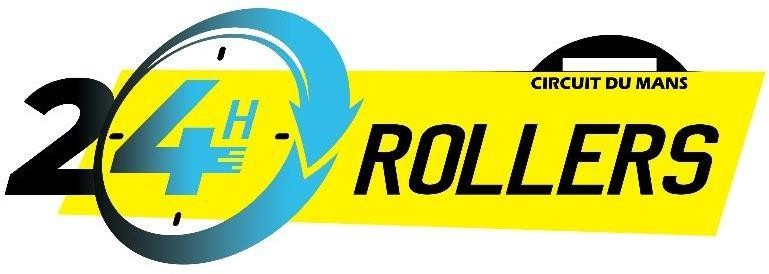 24H
CIRCUIT DU MANS
ROLLERS